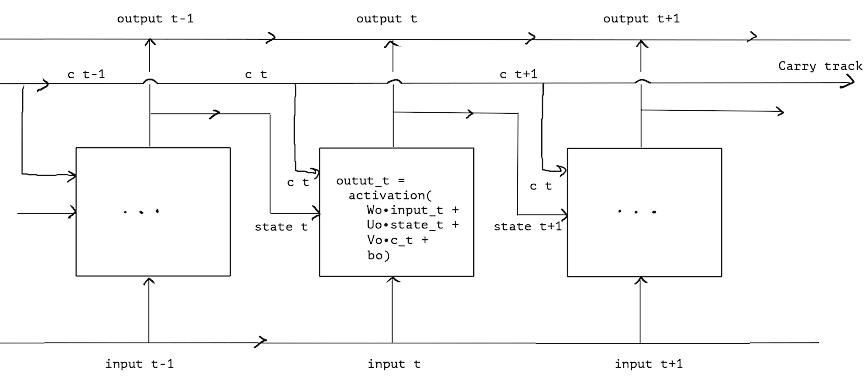 output t-1
output t
output t+1
Carry track
c t-1
c t
c t+1
c t
c t
outut_t =
activation(
Wo•input_t +
Uo•state_t +
Vo•c_t +
bo)
. . .
. . .
state t
state t+1
input t-1
input t
input t+1